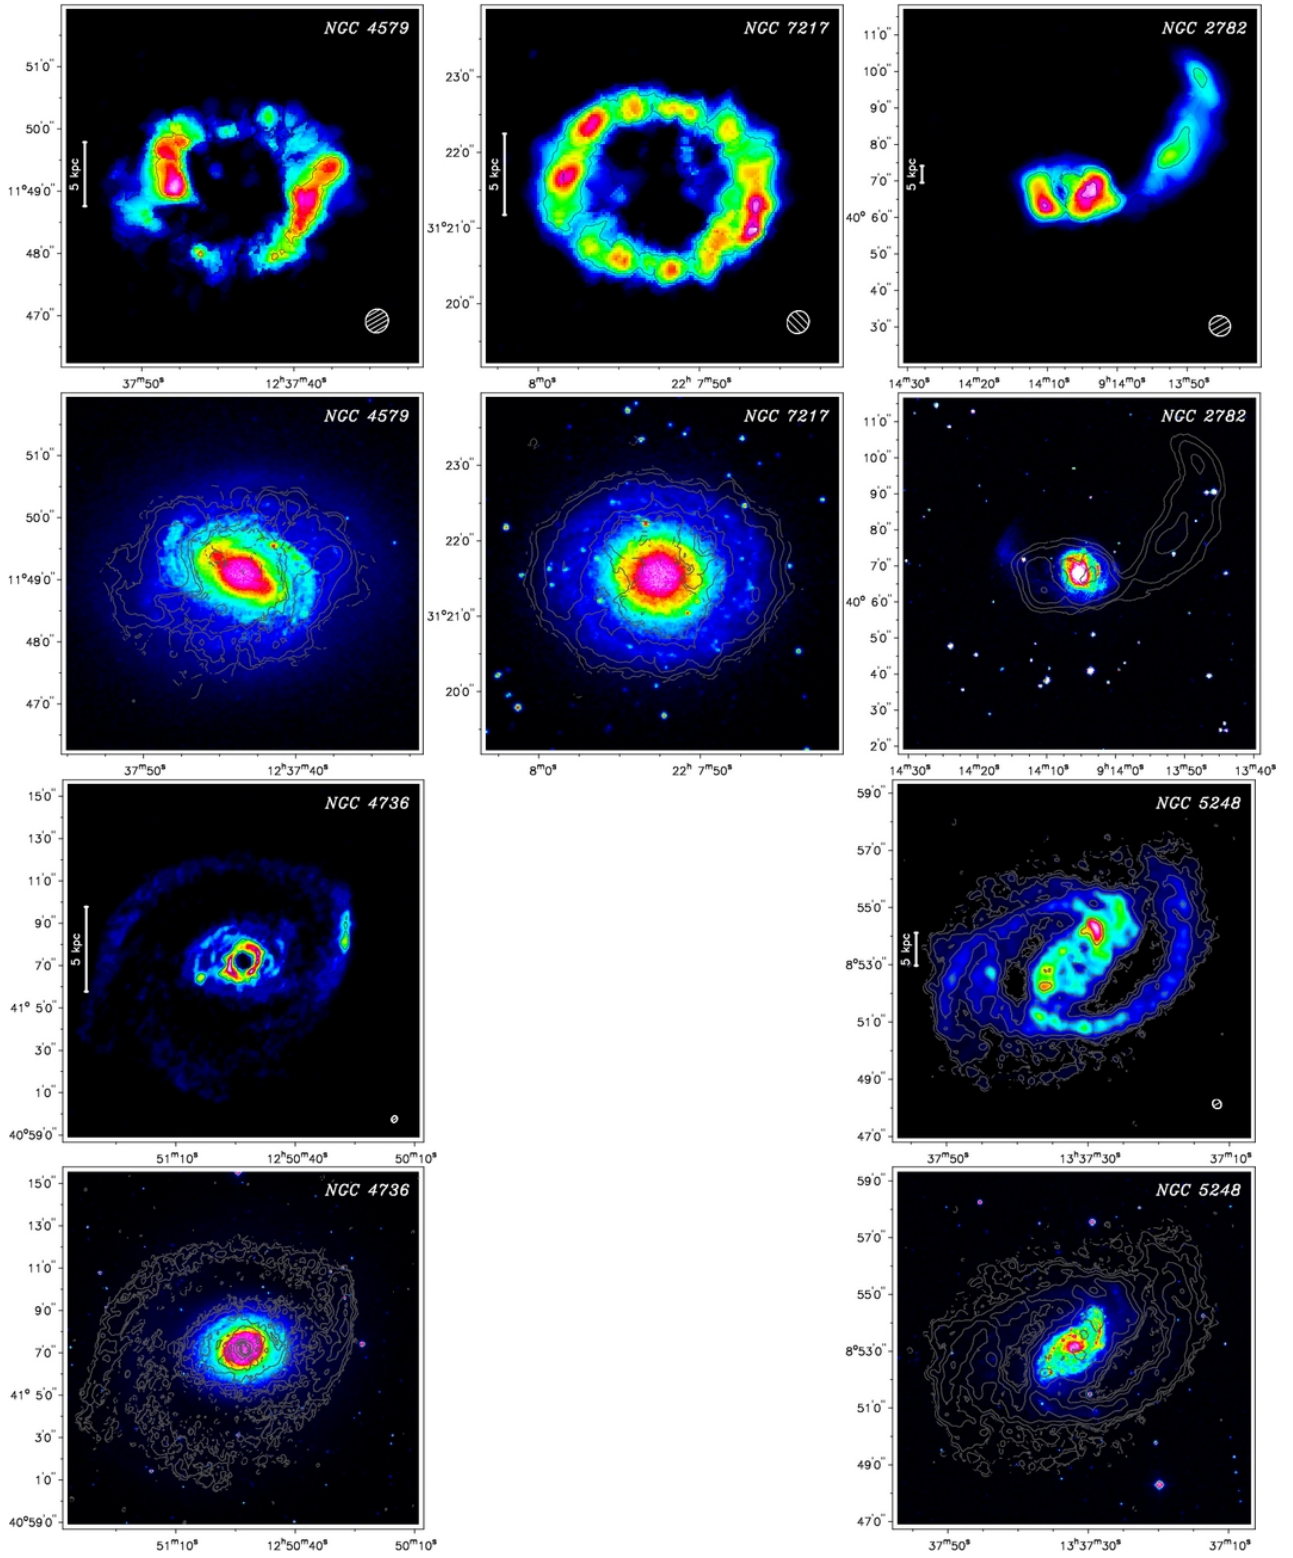 NGC 4579
51'0"
50'0"
5 kpc
11°49'0"
48'0"
47'0"
37ᵐ50ˢ
12ʰ37ᵐ40ˢ
NGC 7217
23'0"
22'0"
5 kpc
31°21'0"
20'0"
8ᵐ0ˢ
22ʰ 7ᵐ50ˢ
NGC 2782
11'0"
10'0"
9'0"
8'0"
5 kpc
7'0"
40° 6'0"
5'0"
4'0"
3'0"
14ᵐ30ˢ
14ᵐ20ˢ
14ᵐ10ˢ
9ʰ14ᵐ0ˢ
13ᵐ50ˢ
NGC 4579
51'0"
50'0"
11°49'0"
48'0"
47'0"
37ᵐ50ˢ
12ʰ37ᵐ40ˢ
NGC 7217
23'0"
22'0"
31°21'0"
20'0"
8ᵐ0ˢ
22ʰ 7ᵐ50ˢ
NGC 2782
11'0"
10'0"
9'0"
8'0"
7'0"
40° 6'0"
5'0"
4'0"
3'0"
2'0"
14ᵐ30ˢ
14ᵐ20ˢ
14ᵐ10ˢ
9ʰ14ᵐ0ˢ
13ᵐ50ˢ
13ᵐ40ˢ
NGC 4736
15'0"
13'0"
11'0"
9'0"
5 kpc
7'0"
41° 5'0"
3'0"
1'0"
40°59'0"
51ᵐ10ˢ
12ʰ50ᵐ40ˢ
50ᵐ10ˢ
NGC 5248
59'0"
57'0"
55'0"
5 kpc
8°53'0"
51'0"
49'0"
47'0"
37ᵐ50ˢ
13ʰ37ᵐ30ˢ
37ᵐ10ˢ
NGC 4736
15'0"
13'0"
11'0"
9'0"
7'0"
41° 5'0"
3'0"
1'0"
40°59'0"
51ᵐ10ˢ
12ʰ50ᵐ40ˢ
50ᵐ10ˢ
NGC 5248
59'0"
57'0"
55'0"
8°53'0"
51'0"
49'0"
47'0"
37ᵐ50ˢ
13ʰ37ᵐ30ˢ
37ᵐ10ˢ